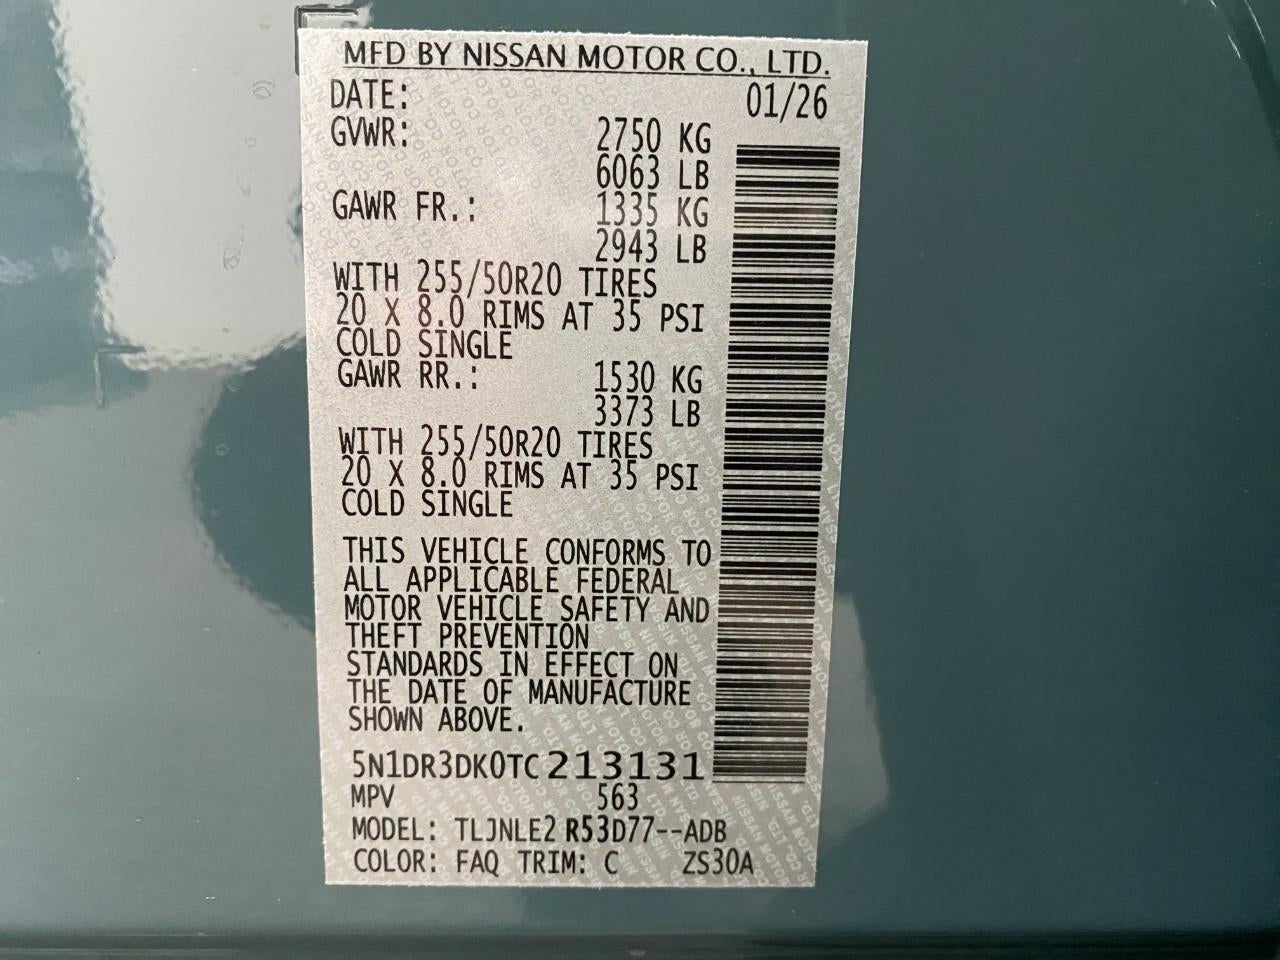 MFD BY NISSAN MOTOR CO., LTD.
DATE: 01/26
GVWR: 2750 KG
6063 LB
GAWR FR.: 1335 KG
2943 LB
WITH 255/50R20 TIRES
20 X 8.0 RIMS AT 35 PSI
COLD SINGLE
GAWR RR.: 1530 KG
3373 LB
WITH 255/50R20 TIRES
20 X 8.0 RIMS AT 35 PSI
COLD SINGLE
THIS VEHICLE CONFORMS TO
ALL APPLICABLE FEDERAL
MOTOR VEHICLE SAFETY AND
THEFT PREVENTION
STANDARDS IN EFFECT ON
THE DATE OF MANUFACTURE
SHOWN ABOVE.
5N1DR3DK0TC213131
MPV 563
MODEL: TLJNLE2 R53D77--ADB
COLOR: FAQ TRIM: C ZS30A